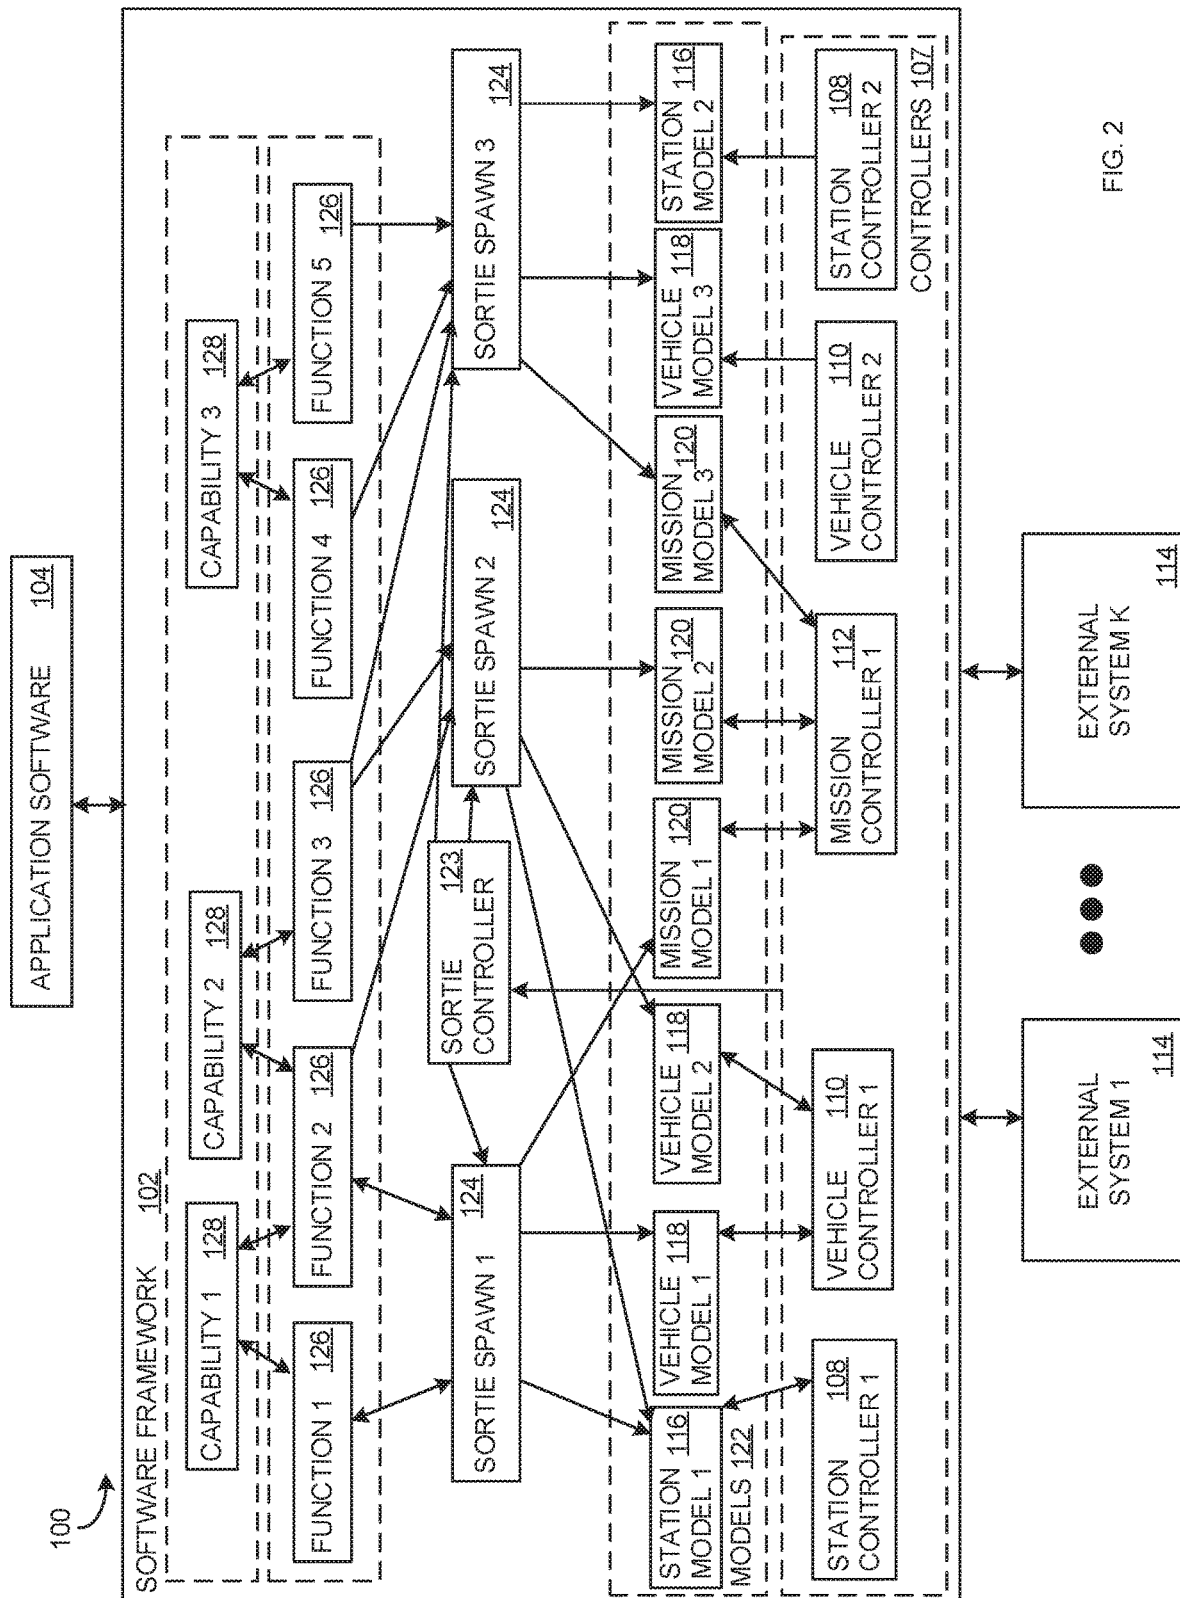 100
APPLICATION SOFTWARE 104
SOFTWARE FRAMEWORK 102
CAPABILITY 1 128
CAPABILITY 2 128
CAPABILITY 3 128
FUNCTION 1 126
FUNCTION 2 126
FUNCTION 3 126
FUNCTION 4 126
FUNCTION 5 126
SORTIE SPAWN 1
124
SORTIE 123
CONTROLLER
SORTIE SPAWN 2
124
SORTIE SPAWN 3
124
STATION 116
MODEL 1
VEHICLE 118
MODEL 1
VEHICLE 118
MODEL 2
MISSION 120
MODEL 1
MISSION 120
MODEL 2
MISSION 120
MODEL 3
VEHICLE 118
MODEL 3
STATION 116
MODEL 2
MODELS 122
STATION 108
CONTROLLER 1
VEHICLE 110
CONTROLLER 1
MISSION 112
CONTROLLER 1
VEHICLE 110
CONTROLLER 2
STATION 108
CONTROLLER 2
CONTROLLERS 107
EXTERNAL
SYSTEM 1
114
EXTERNAL
SYSTEM K
114
FIG. 2